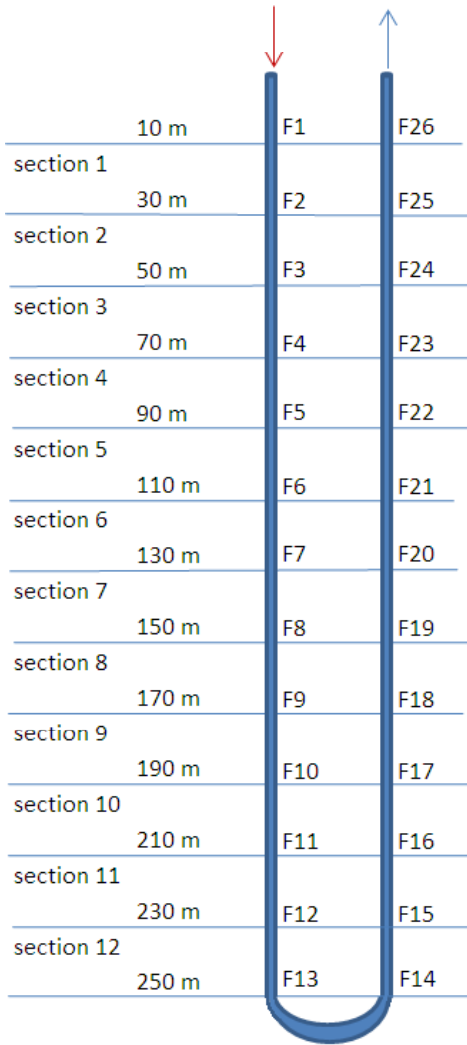 10 m F1 F26
section 1
30 m F2 F25
section 2
50 m F3 F24
section 3
70 m F4 F23
section 4
90 m F5 F22
section 5
110 m F6 F21
section 6
130 m F7 F20
section 7
150 m F8 F19
section 8
170 m F9 F18
section 9
190 m F10 F17
section 10
210 m F11 F16
section 11
230 m F12 F15
section 12
250 m F13 F14